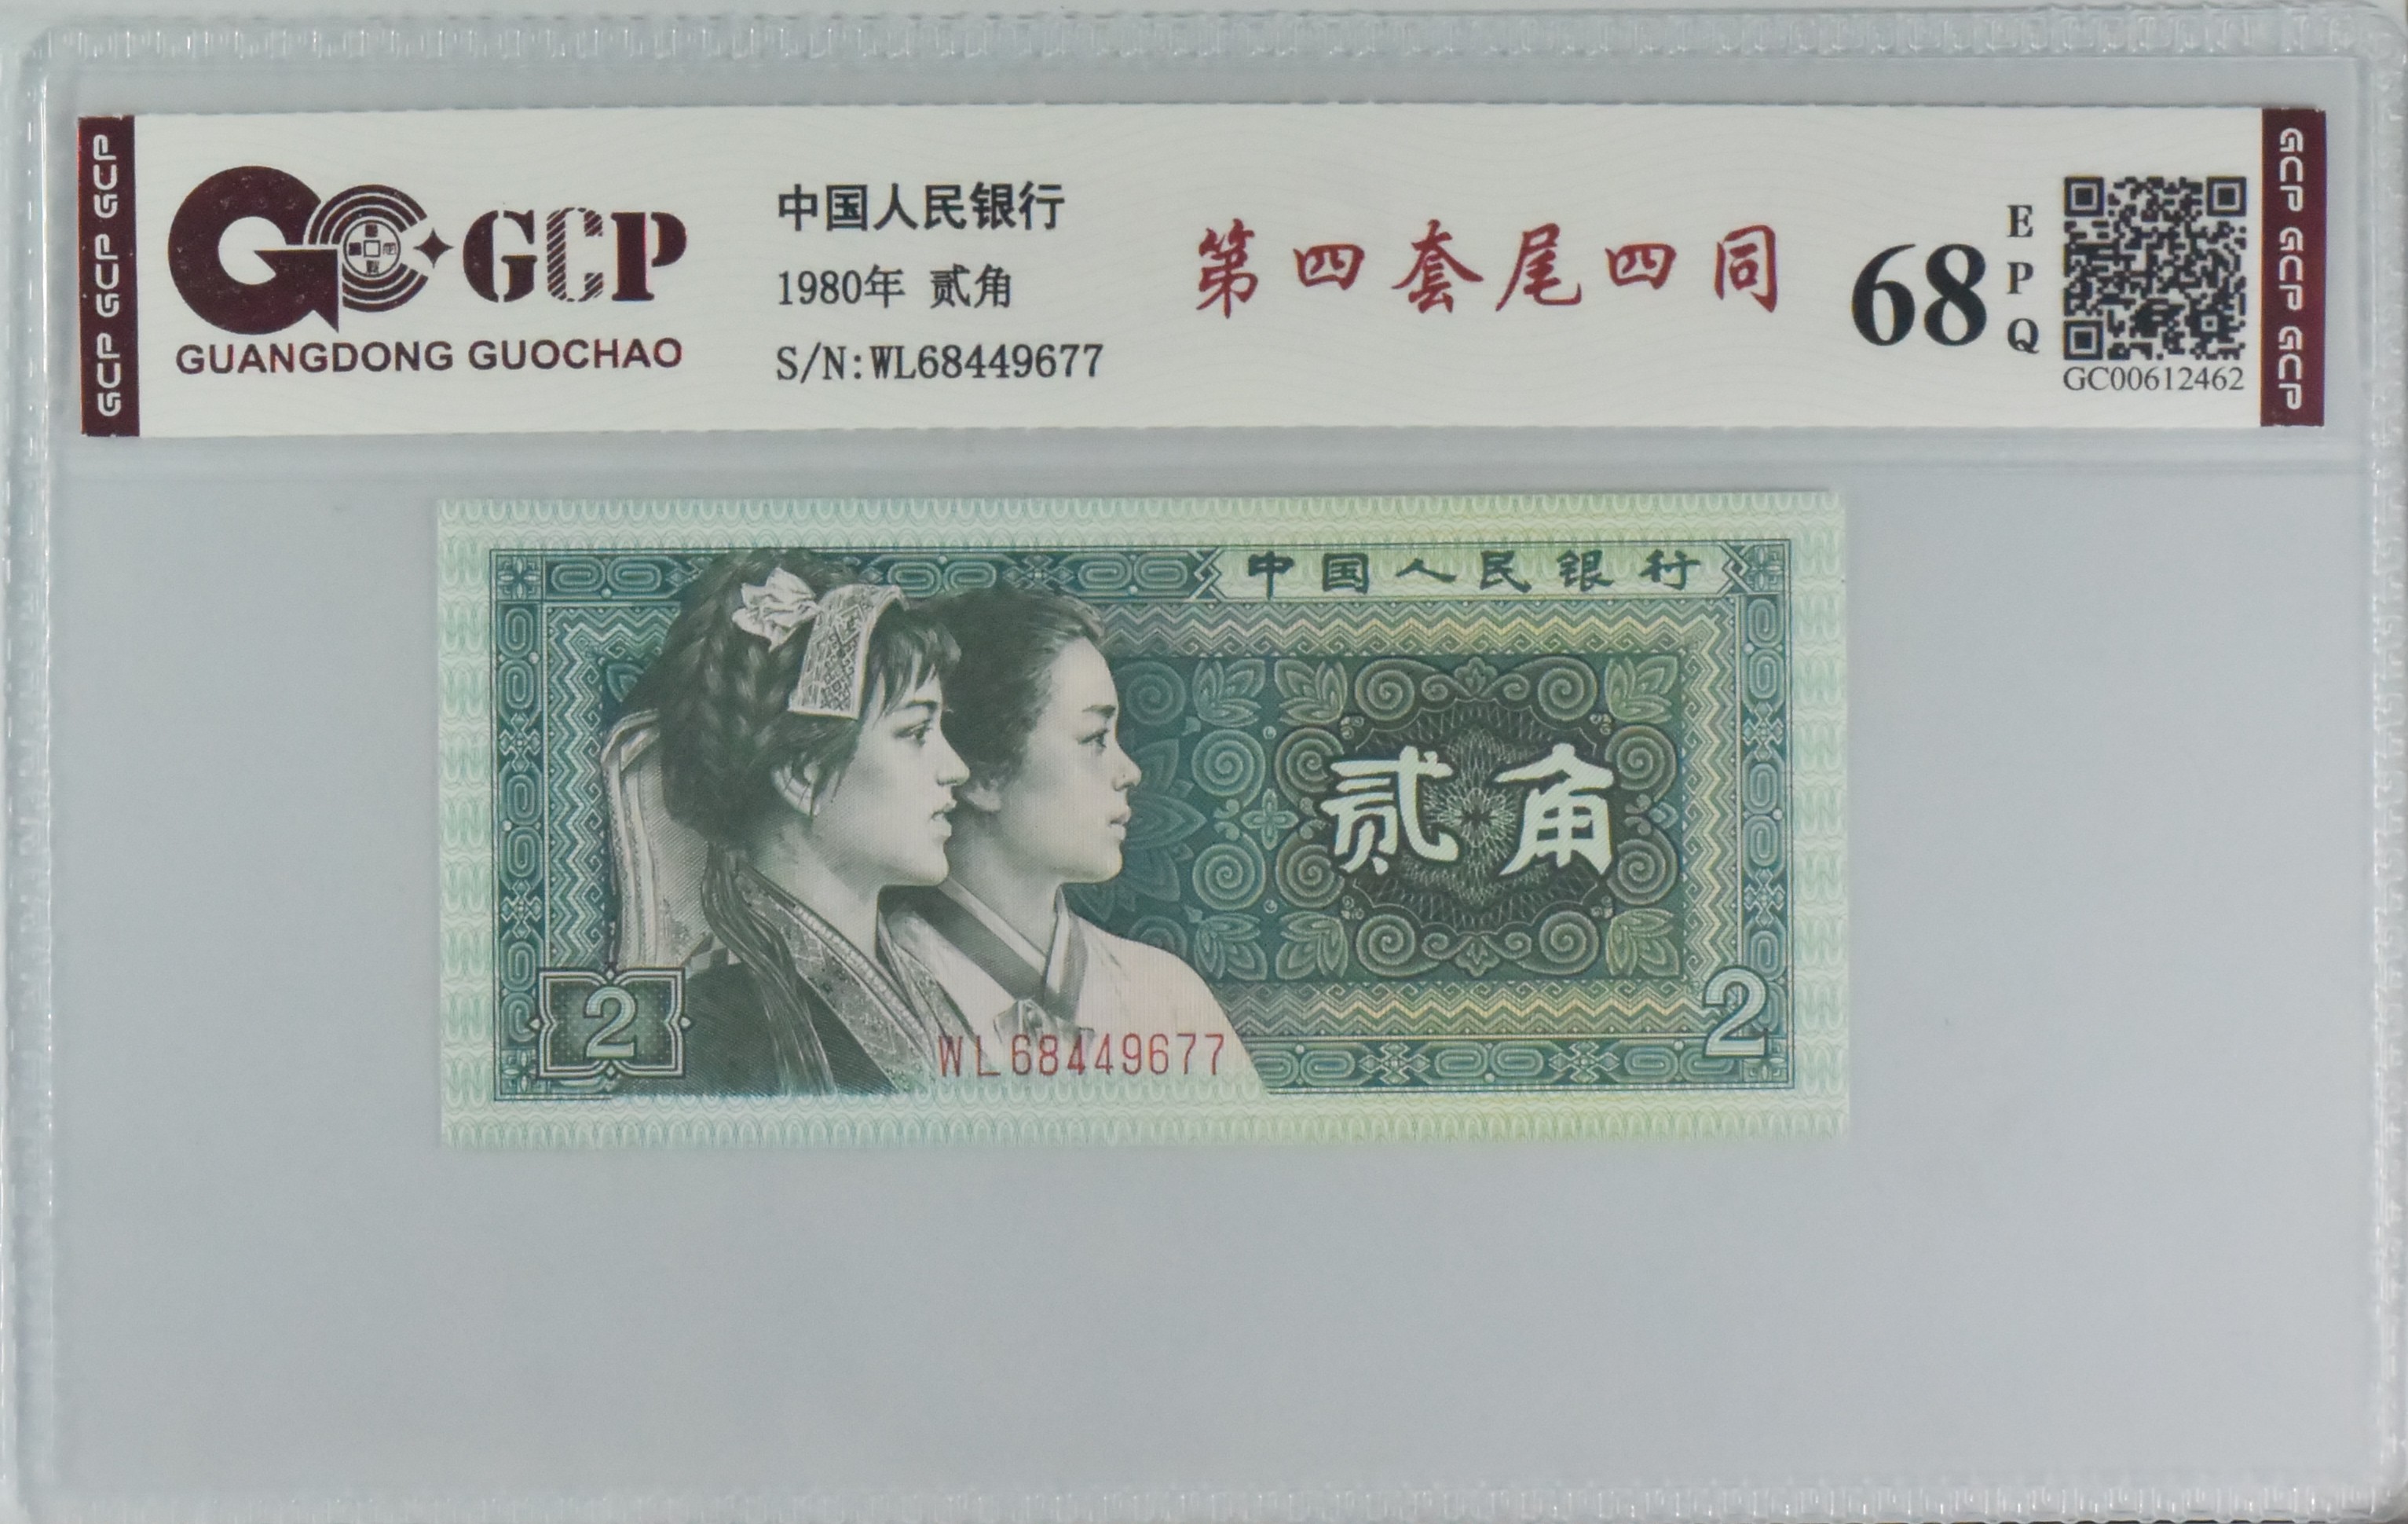 GCP GCP GCP
GCP
GUANGDONG GUOCHAO
中国人民银行
1980年 贰角
S/N:WL68449677
第四套尾四同
68
EPQ
GC00612462
GCP GCP GCP
中国人民银行
贰角
2
WL68449677
2